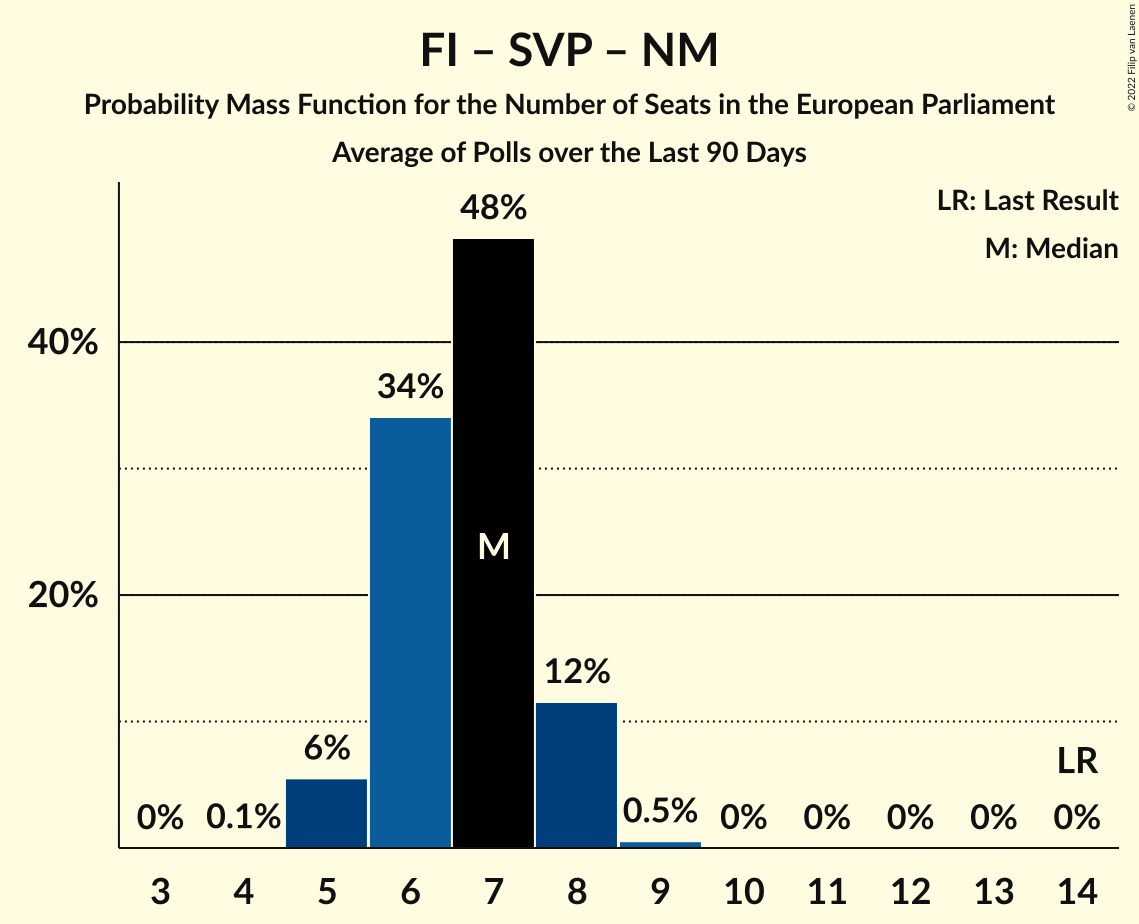 FI – SVP – NM
Probability Mass Function for the Number of Seats in the European Parliament
Average of Polls over the Last 90 Days
© 2022 Filip van Laenen
LR: Last Result
M: Median
48%
40%
34%
M
20%
12%
6%
LR
0% 0.1% 0.5% 0% 0% 0% 0% 0%
3 4 5 6 7 8 9 10 11 12 13 14